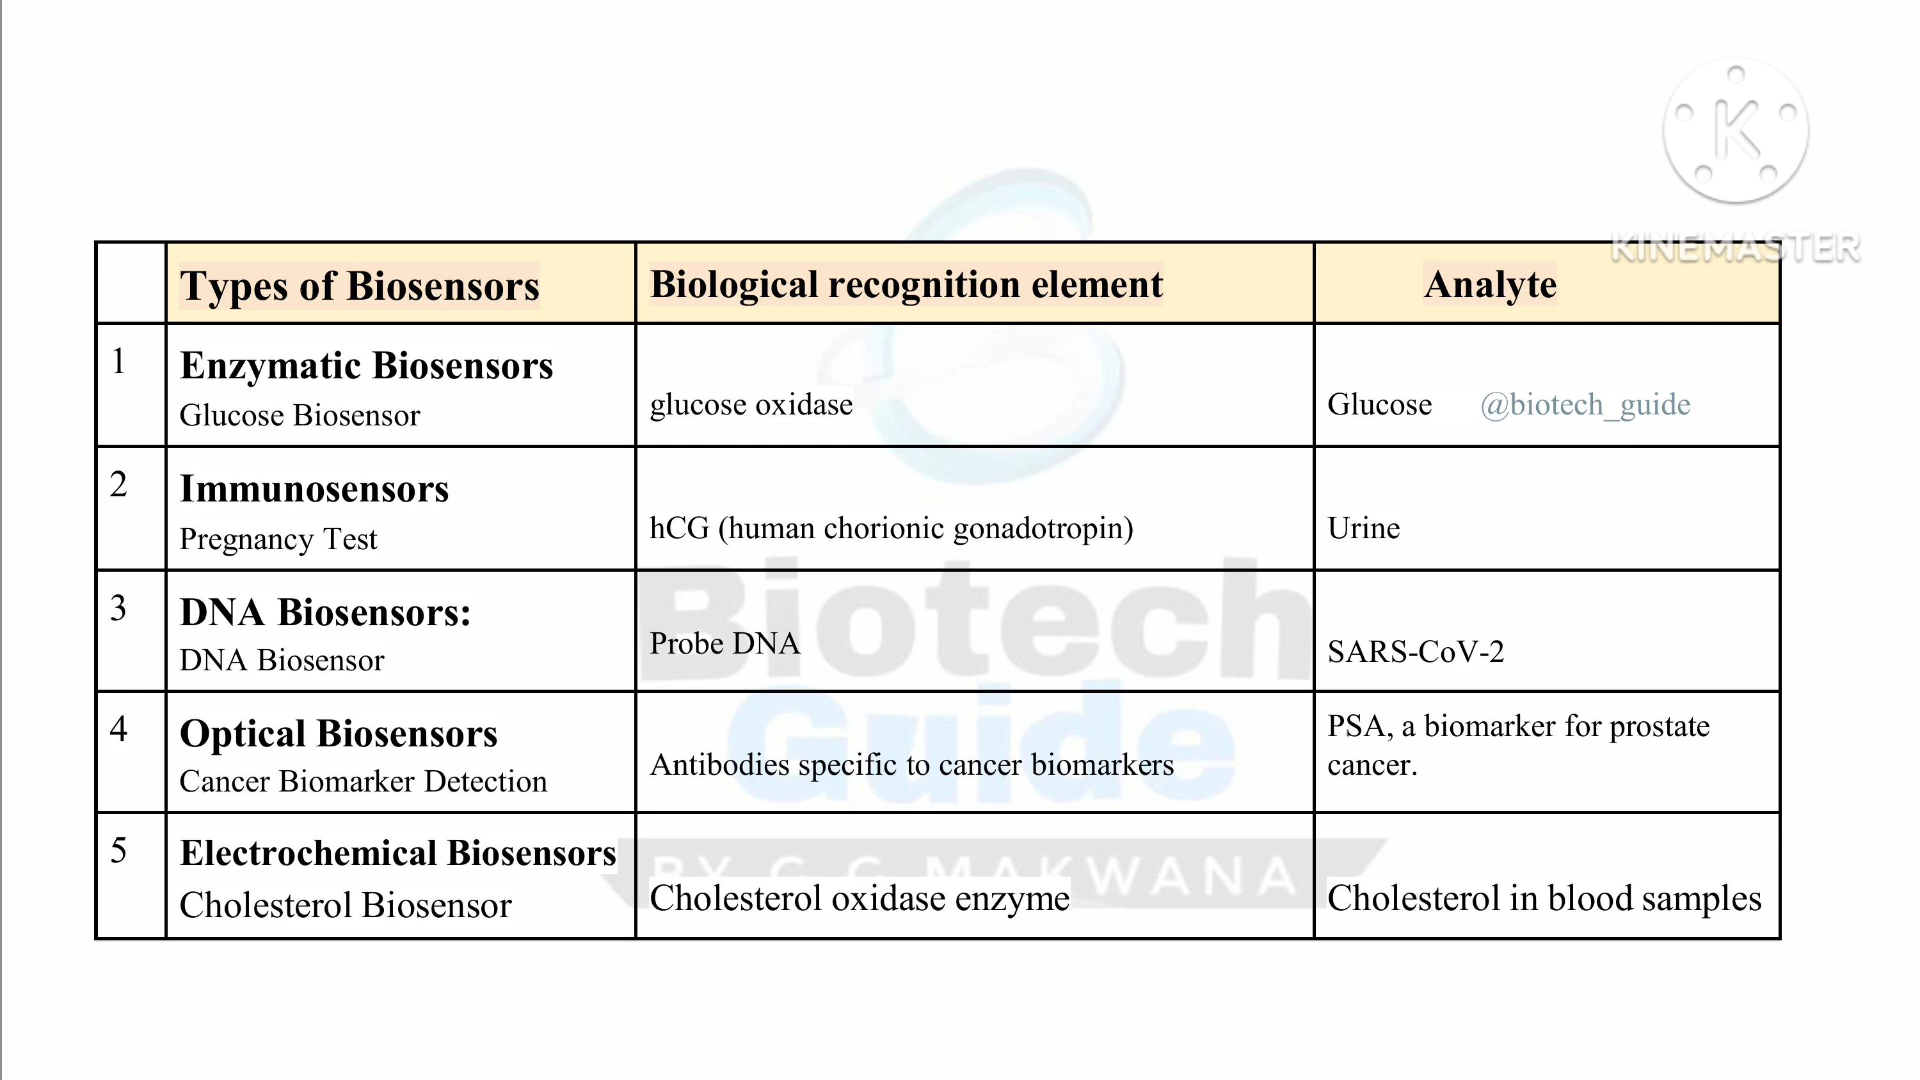 K
KINEMASTER
Types of Biosensors
Biological recognition element
Analyte
1
Enzymatic Biosensors
Glucose Biosensor
glucose oxidase
Glucose
@biotech_guide
2
Immunosensors
Pregnancy Test
hCG (human chorionic gonadotropin)
Urine
3
DNA Biosensors:
DNA Biosensor
Probe DNA
SARS-CoV-2
4
Optical Biosensors
Cancer Biomarker Detection
Antibodies specific to cancer biomarkers
PSA, a biomarker for prostate
cancer.
5
Electrochemical Biosensors
Cholesterol Biosensor
Cholesterol oxidase enzyme
Cholesterol in blood samples
Biotech
Guide
BY G C MAKWANA